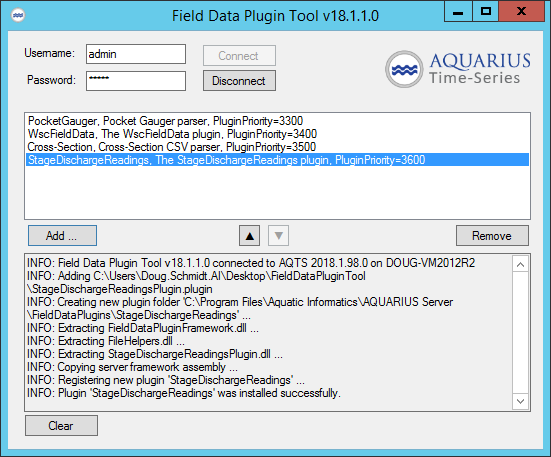 Field Data Plugin Tool v18.1.1.0
Username: admin Connect
Password: ***** Disconnect
AQUARIUS
Time-Series
PocketGauger, Pocket Gauger parser, PluginPriority=3300
WscFieldData, The WscFieldData plugin, PluginPriority=3400
Cross-Section, Cross-Section CSV parser, PluginPriority=3500
StageDischargeReadings, The StageDischargeReadings plugin, PluginPriority=3600
Add ... ▲ ▼ Remove
INFO: Field Data Plugin Tool v18.1.1.0 connected to AQTS 2018.1.98.0 on DOUG-VM2012R2
INFO: Adding C:\Users\Doug.Schmidt.AI\Desktop\FieldDataPluginTool
\StageDischargeReadingsPlugin.plugin
INFO: Creating new plugin folder 'C:\Program Files\Aquatic Informatics\AQUARIUS Server
\FieldDataPlugins\StageDischargeReadings' ...
INFO: Extracting FieldDataPluginFramework.dll ...
INFO: Extracting FileHelpers.dll ...
INFO: Extracting StageDischargeReadingsPlugin.dll ...
INFO: Copying server framework assembly ...
INFO: Registering new plugin 'StageDischargeReadings' ...
INFO: Plugin 'StageDischargeReadings' was installed successfully.
Clear